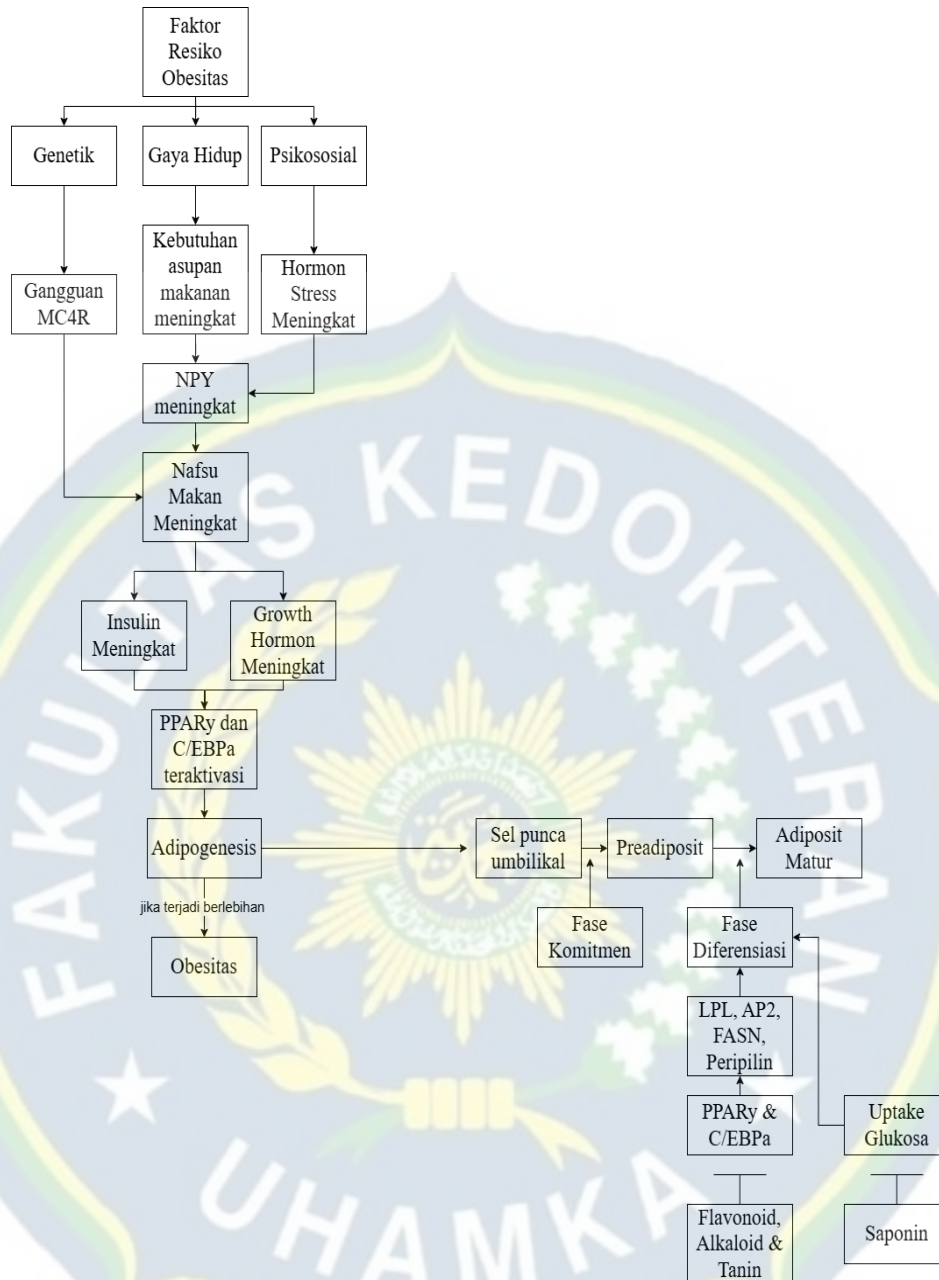 Faktor
Resiko
Obesitas
Genetik
Gaya Hidup
Psikososial
Kebutuhan
asupan
makanan
meningkat
Gangguan
MC4R
Hormon
Stress
Meningkat
NPY
meningkat
Nafsu
Makan
Meningkat
Insulin
Meningkat
Growth
Hormon
Meningkat
PPARy dan
C/EBPa
teraktivasi
Adipogenesis
Sel punca
umbilikal
Preadiposit
Adiposit
Matur
jika terjadi berlebihan
Obesitas
Fase
Komitmen
Fase
Diferensiasi
LPL, AP2,
FASN,
Peripilin
PPARy &
C/EBPa
Uptake
Glukosa
Flavonoid,
Alkaloid &
Tanin
Saponin
FAKULTAS KEDOKTERAN
UHAMKA